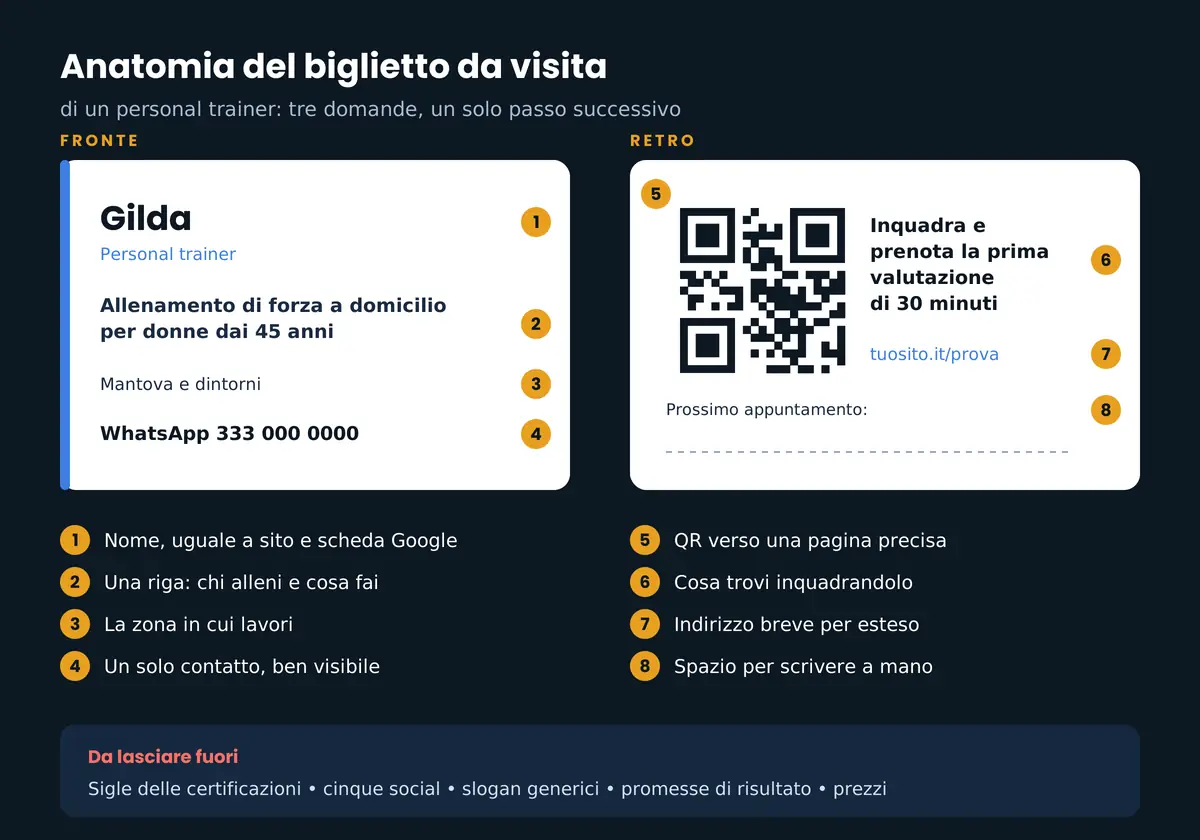 Anatomia del biglietto da visita
di un personal trainer: tre domande, un solo passo successivo
FRONTE
Gilda
1
Personal trainer
Allenamento di forza a domicilio
per donne dai 45 anni
2
Mantova e dintorni
3
WhatsApp 333 000 0000
4
RETRO
5
Inquadra e
prenota la prima
valutazione
di 30 minuti
6
tuosito.it/prova
7
Prossimo appuntamento:
8
1 Nome, uguale a sito e scheda Google
2 Una riga: chi alleni e cosa fai
3 La zona in cui lavori
4 Un solo contatto, ben visibile
5 QR verso una pagina precisa
6 Cosa trovi inquadrandolo
7 Indirizzo breve per esteso
8 Spazio per scrivere a mano
Da lasciare fuori
Sigle delle certificazioni • cinque social • slogan generici • promesse di risultato • prezzi